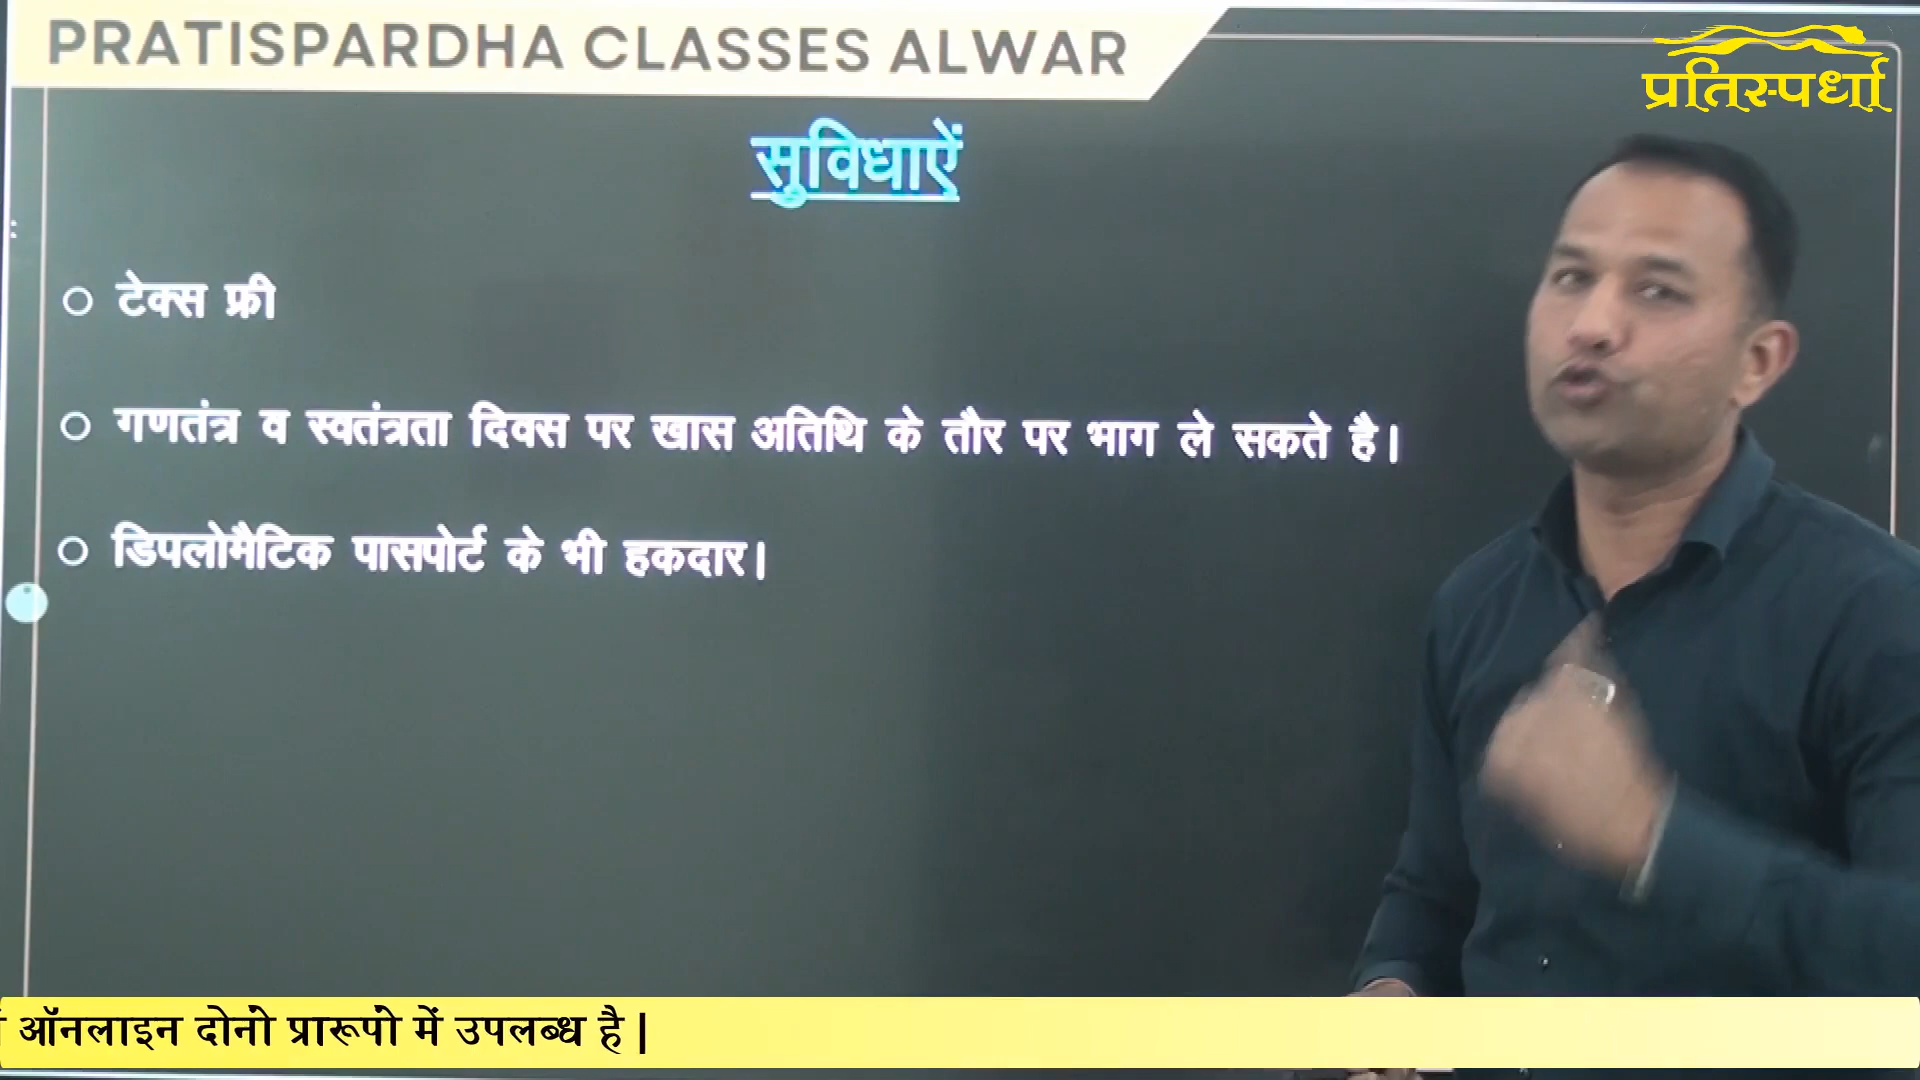 PRATISPARDHA CLASSES ALWAR
प्रतिस्पर्धा
सुविधाऐं
टेक्स फ्री
गणतंत्र व स्वतंत्रता दिवस पर खास अतिथि के तौर पर भाग ले सकते है।
डिपलोमैटिक पासपोर्ट के भी हकदार।
ऑनलाइन दोनों प्रारूपों में उपलब्ध है |